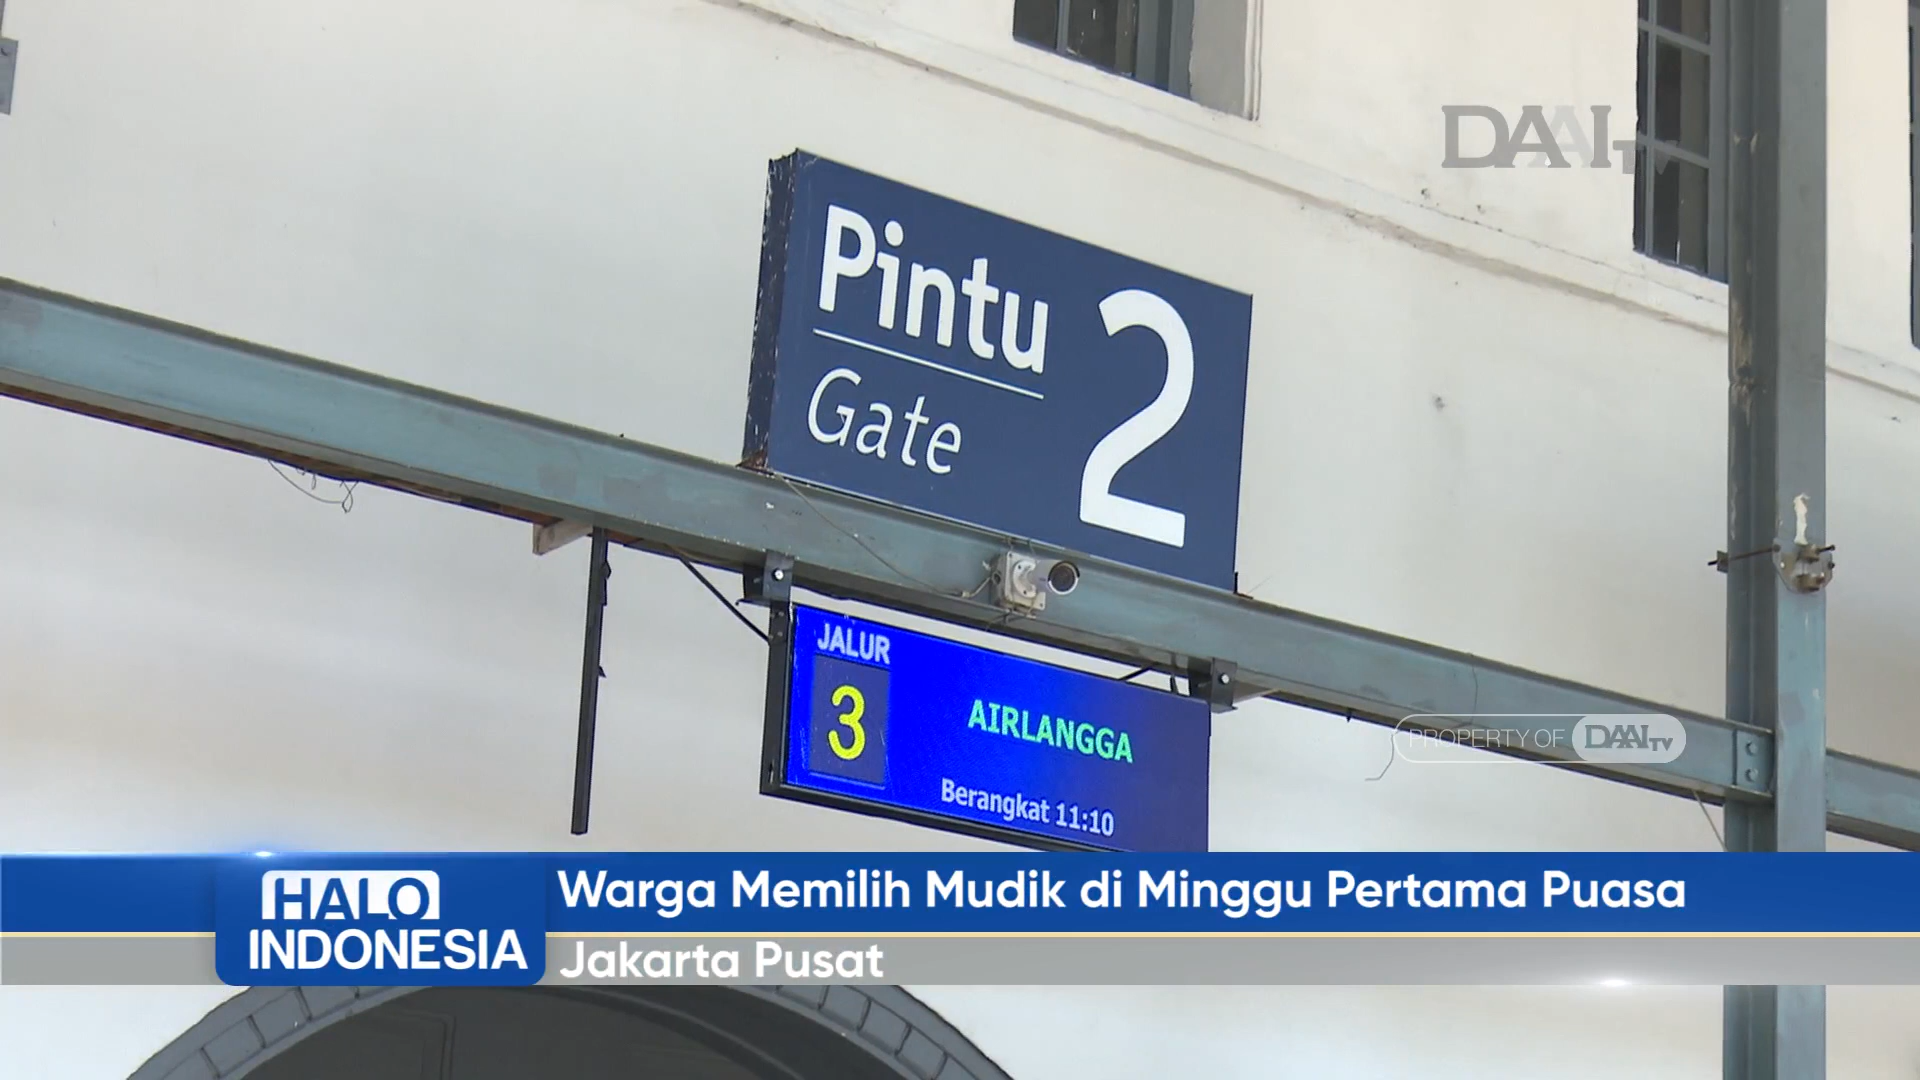 DAAI TV
Pintu
Gate
2
JALUR
3
AIRLANGGA
Berangkat 11:10
PROPERTY OF DAAI TV
HALO
INDONESIA
Warga Memilih Mudik di Minggu Pertama Puasa
Jakarta Pusat